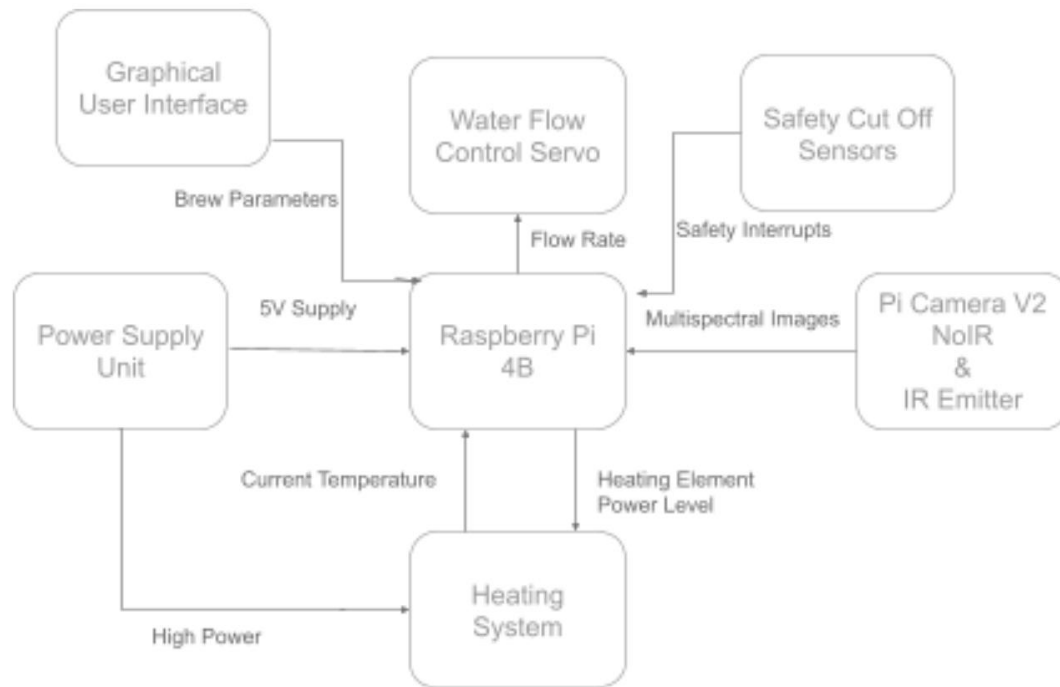 Graphical
User Interface
Water Flow
Control Servo
Safety Cut Off
Sensors
Brew Parameters
Flow Rate
Safety Interrupts
5V Supply
Power Supply
Unit
Raspberry Pi
4B
Multispectral Images
Pi Camera V2
NoIR
&
IR Emitter
Current Temperature
Heating Element
Power Level
Heating
System
High Power